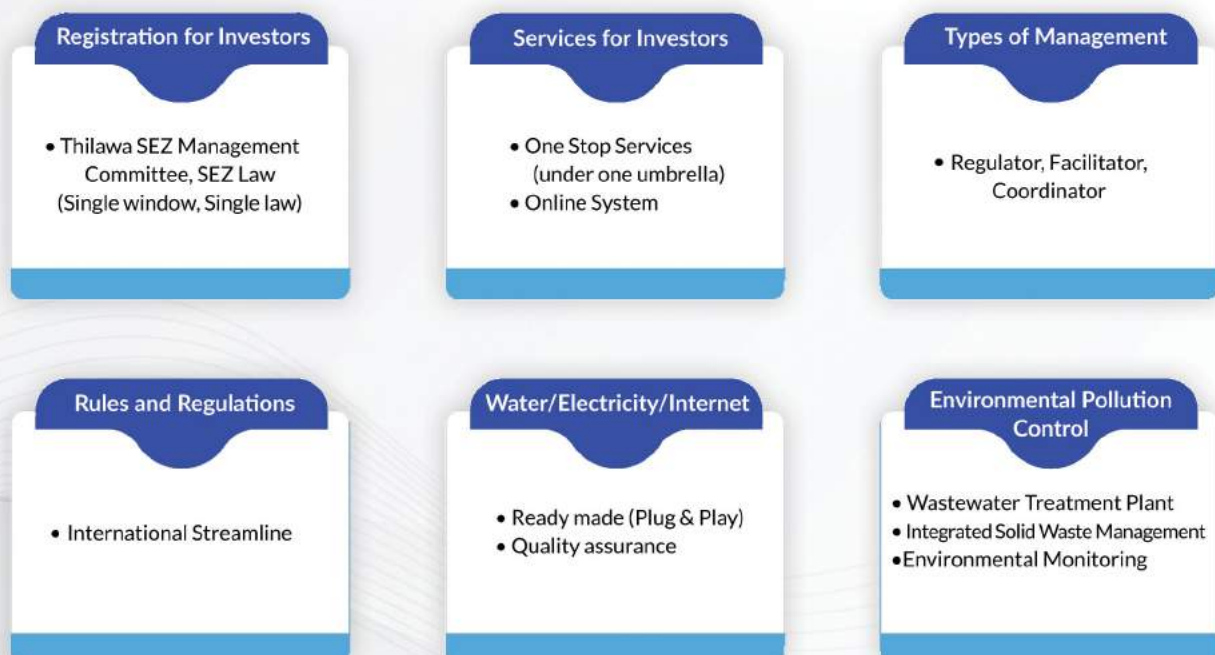 Registration for Investors
• Thilawa SEZ Management
Committee, SEZ Law
(Single window, Single law)
Services for Investors
• One Stop Services
(under one umbrella)
• Online System
Types of Management
• Regulator, Facilitator,
Coordinator
Rules and Regulations
• International Streamline
Water/Electricity/Internet
• Ready made (Plug & Play)
• Quality assurance
Environmental Pollution
Control
• Wastewater Treatment Plant
• Integrated Solid Waste Management
•Environmental Monitoring